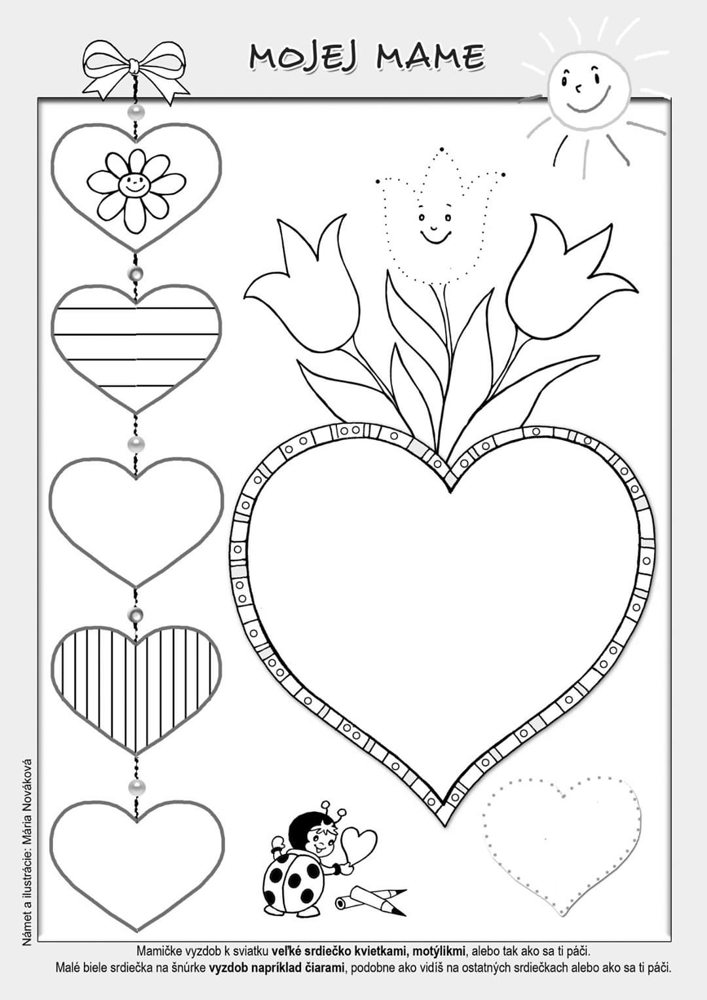 MOJEJ MAME
Námet a ilustrácie: Mária Nováková
Mamičke vyzdob k sviatku veľké srdiečko kvietkami, motýlikmi, alebo tak ako sa ti páči.
Malé biele srdiečka na šnúrke vyzdob napríklad čiarami, podobne ako vidíš na ostatných srdiečkach alebo ako sa ti páči.